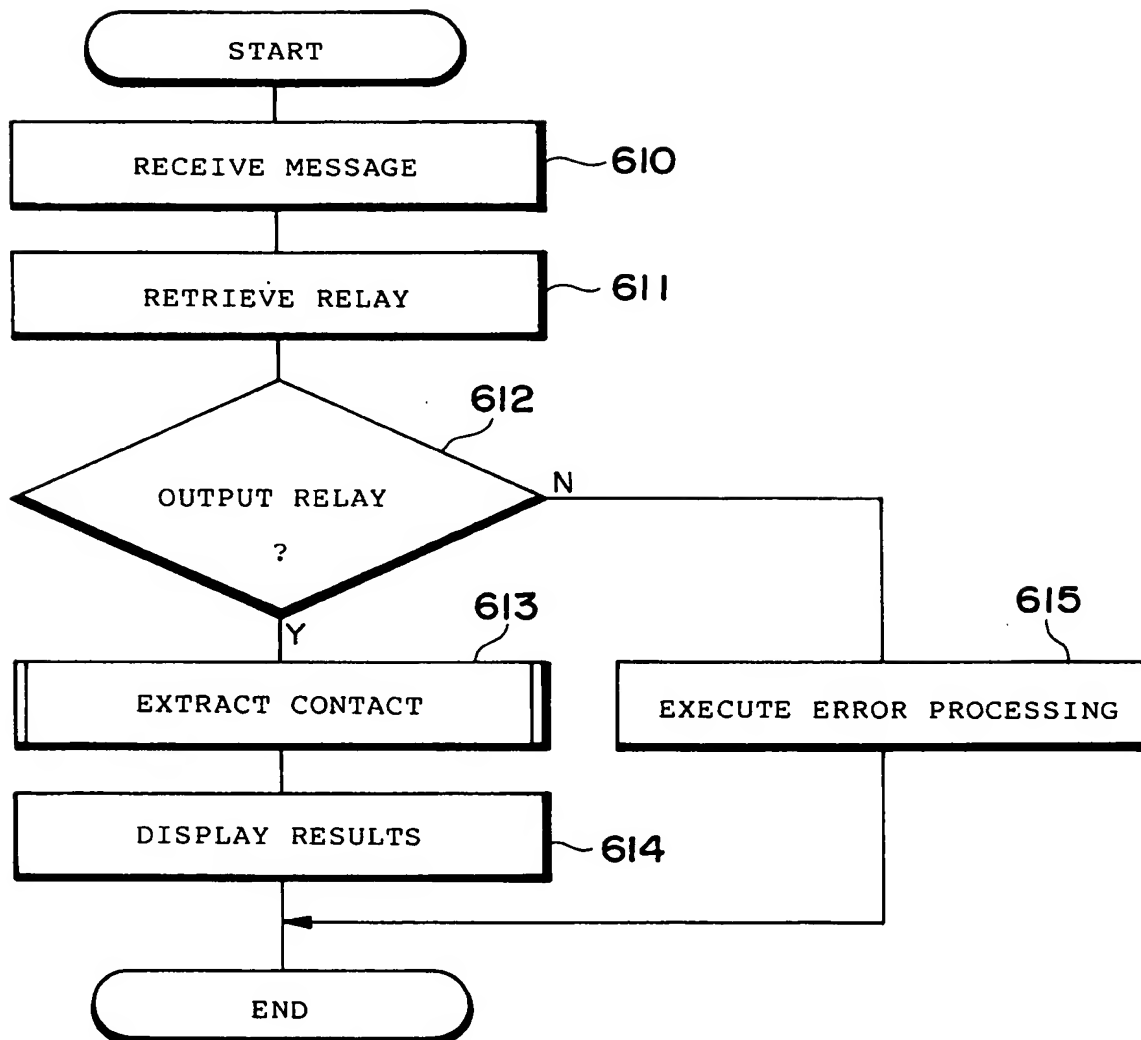 START
RECEIVE MESSAGE
610
RETRIEVE RELAY
611
612
OUTPUT RELAY
?
N
Y
613
EXTRACT CONTACT
615
EXECUTE ERROR PROCESSING
DISPLAY RESULTS
614
END